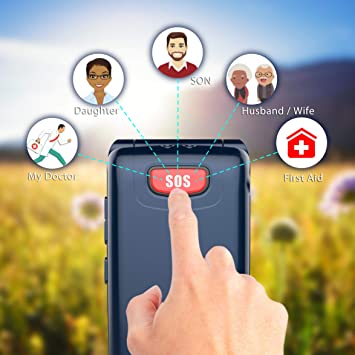 SON
Daughter
Husband / Wife
My Doctor
SOS
First Aid